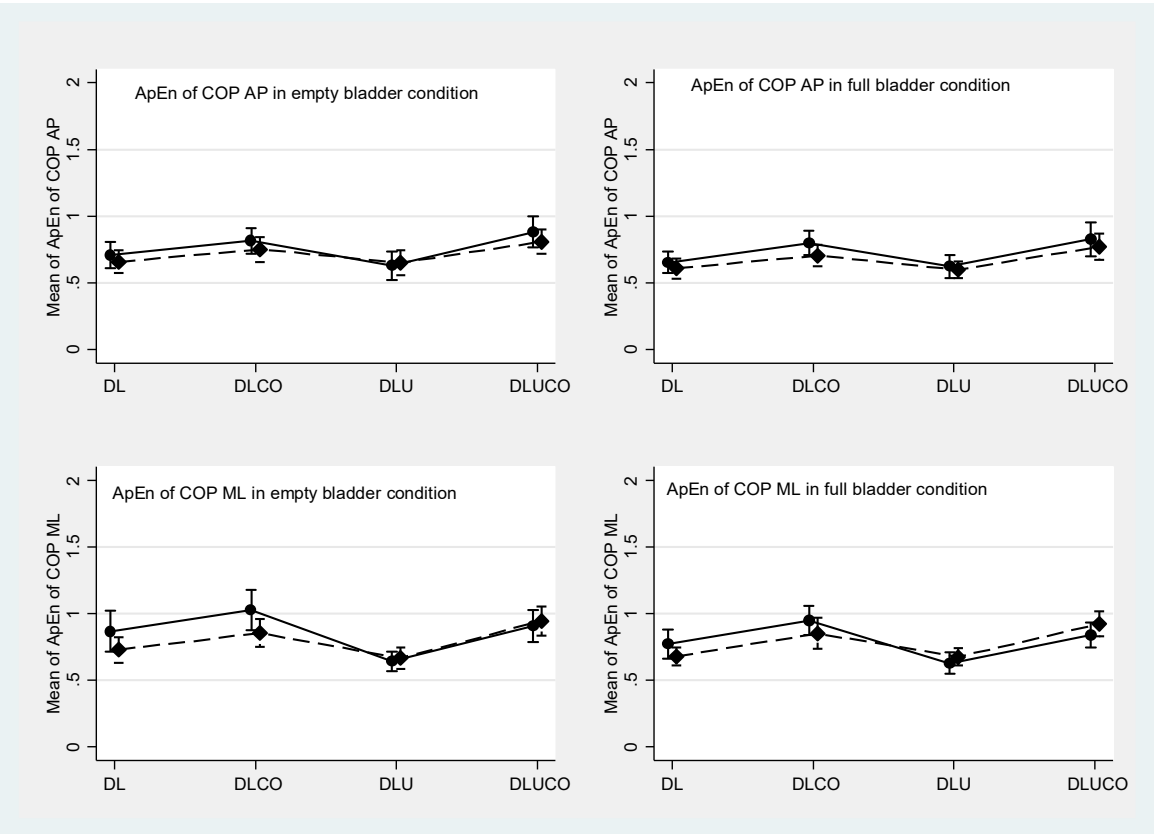 ApEn of COP AP in empty bladder condition
Mean of ApEn of COP AP
2
1.5
1
.5
0
DL DLCO DLU DLUCO
ApEn of COP AP in full bladder condition
Mean of ApEn of COP AP
2
1.5
1
.5
0
DL DLCO DLU DLUCO
ApEn of COP ML in empty bladder condition
Mean of ApEn of COP ML
2
1.5
1
.5
0
DL DLCO DLU DLUCO
ApEn of COP ML in full bladder condition
Mean of ApEn of COP ML
2
1.5
1
.5
0
DL DLCO DLU DLUCO